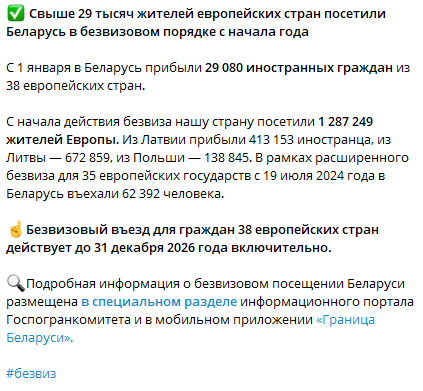 ✅ Свыше 29 тысяч жителей европейских стран посетили
Беларусь в безвизовом порядке с начала года
С 1 января в Беларусь прибыли 29 080 иностранных граждан из
38 европейских стран.
С начала действия безвиза нашу страну посетили 1 287 249
жителей Европы. Из Латвии прибыли 413 153 иностранца, из
Литвы — 672 859, из Польши — 138 845. В рамках расширенного
безвиза для 35 европейских государств с 19 июля 2024 года в
Беларусь въехали 62 392 человека.
☝Безвизовый въезд для граждан 38 европейских стран
действует до 31 декабря 2026 года включительно.
🔍Подробная информация о безвизовом посещении Беларуси
размещена в специальном разделе информационного портала
Госпогранкомитета и в мобильном приложении «Граница
Беларуси».
#безвиз